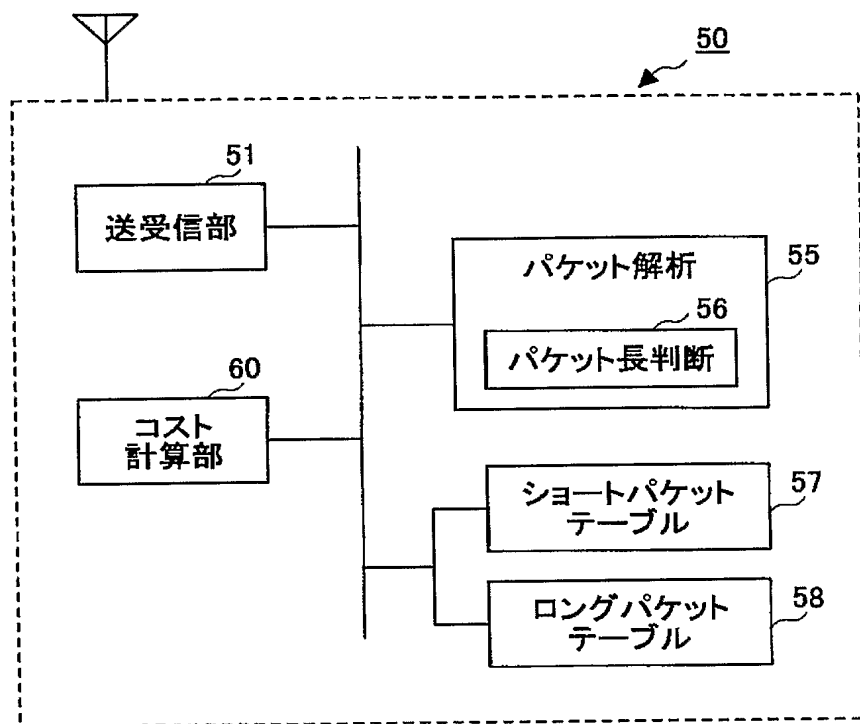 50
51
送受信部
パケット解析
55
56
パケット長判断
60
コスト
計算部
ショートパケット
テーブル
57
ロングパケット
テーブル
58